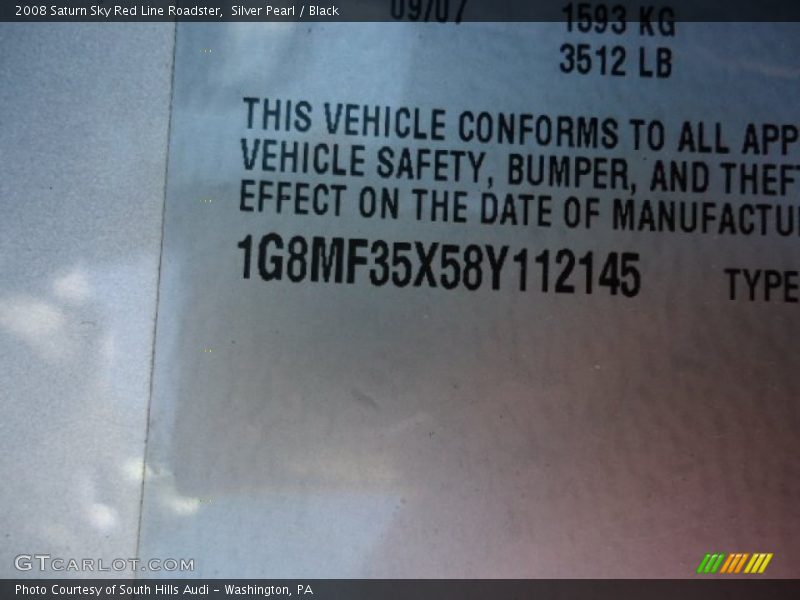 2008 Saturn Sky Red Line Roadster, Silver Pearl / Black
09/07
1593 KG
3512 LB
THIS VEHICLE CONFORMS TO ALL APP
VEHICLE SAFETY, BUMPER, AND THEFT
EFFECT ON THE DATE OF MANUFACTU
1G8MF35X58Y112145 TYPE
GTCARLOT.COM
Photo Courtesy of South Hills Audi - Washington, PA